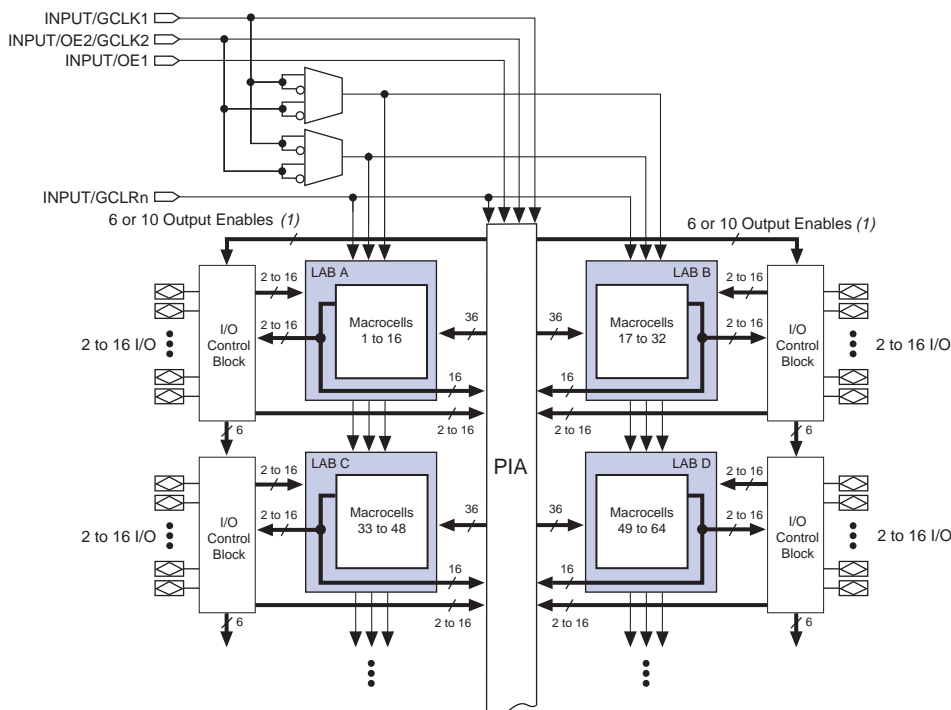 INPUT/GCLK1
INPUT/OE2/GCLK2
INPUT/OE1
INPUT/GCLRn
6 or 10 Output Enables (1)
6 or 10 Output Enables (1)
LAB A
LAB B
2 to 16
2 to 16
36
36
Macrocells
1 to 16
Macrocells
17 to 32
2 to 16
2 to 16
I/O
Control
Block
I/O
Control
Block
2 to 16 I/O
2 to 16 I/O
16
16
2 to 16
2 to 16
6
6
PIA
LAB C
LAB D
2 to 16
2 to 16
36
36
Macrocells
33 to 48
Macrocells
49 to 64
2 to 16
2 to 16
I/O
Control
Block
I/O
Control
Block
2 to 16 I/O
2 to 16 I/O
16
16
2 to 16
2 to 16
6
6